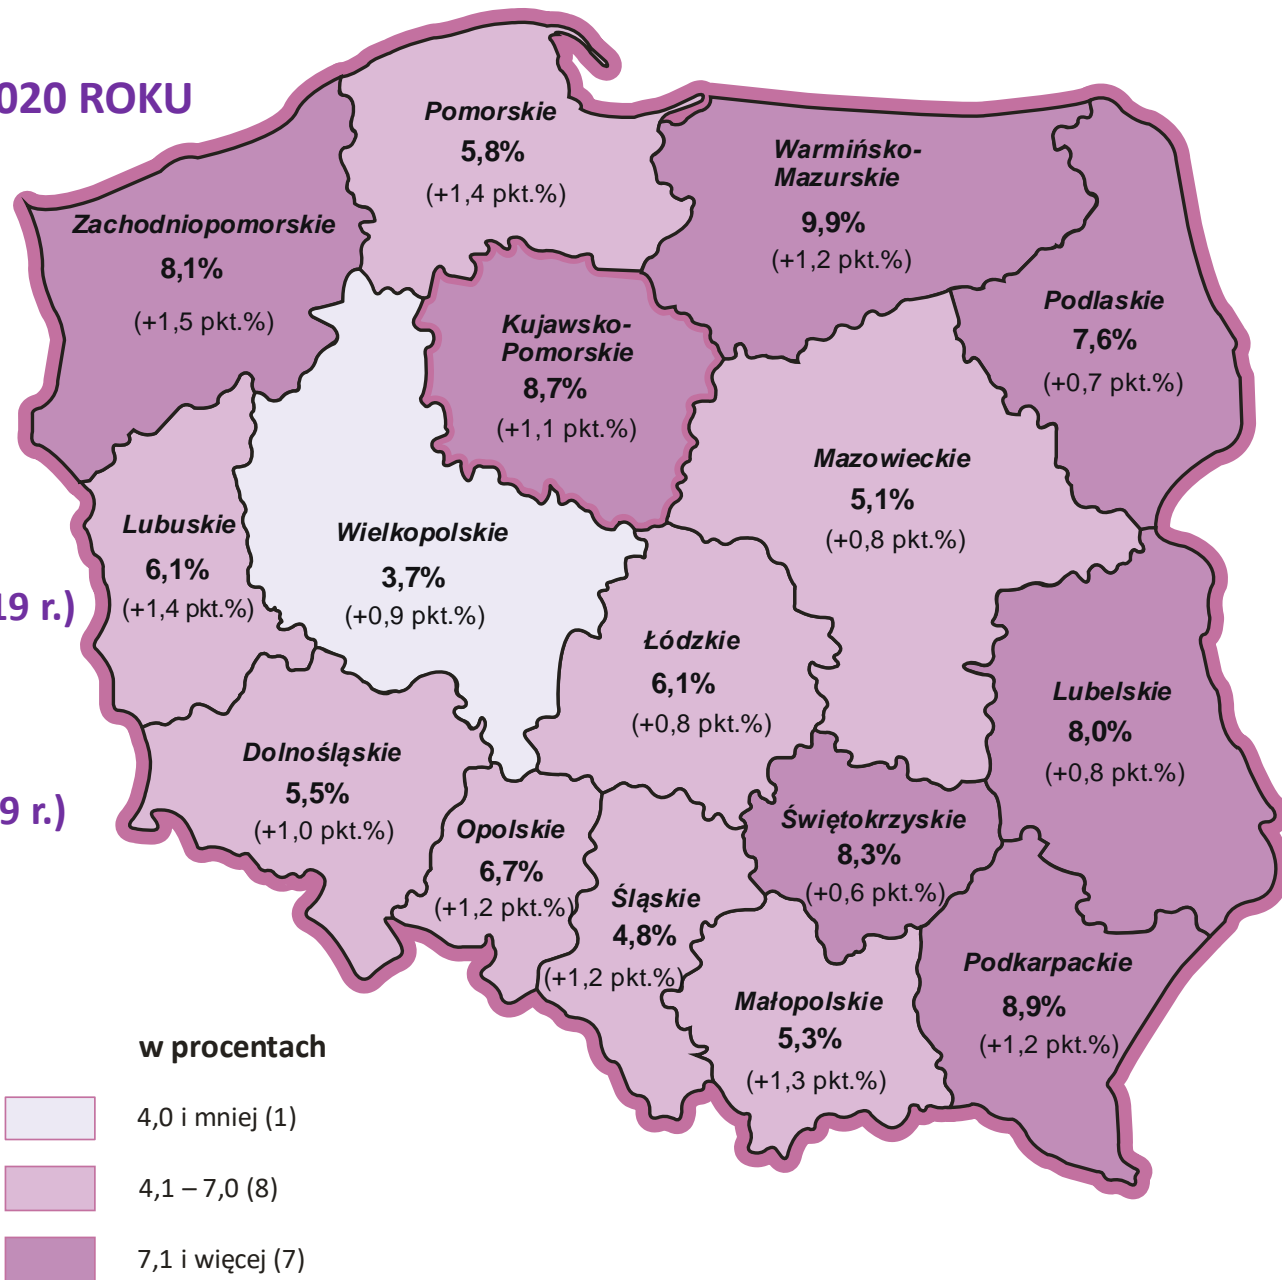 020 ROKU
Pomorskie
5,8%
(+1,4 pkt.%)
Warmińsko-
Mazurskie
9,9%
(+1,2 pkt.%)
Zachodniopomorskie
8,1%
(+1,5 pkt.%)
Podlaskie
7,6%
(+0,7 pkt.%)
Kujawsko-
Pomorskie
8,7%
(+1,1 pkt.%)
Mazowieckie
5,1%
(+0,8 pkt.%)
Lubuskie
6,1%
(+1,4 pkt.%)
Wielkopolskie
3,7%
(+0,9 pkt.%)
19 r.)
Łódzkie
6,1%
(+0,8 pkt.%)
Lubelskie
8,0%
(+0,8 pkt.%)
Dolnośląskie
5,5%
(+1,0 pkt.%)
9 r.)
Opolskie
6,7%
(+1,2 pkt.%)
Świętokrzyskie
8,3%
(+0,6 pkt.%)
Śląskie
4,8%
(+1,2 pkt.%)
Małopolskie
5,3%
(+1,3 pkt.%)
Podkarpackie
8,9%
(+1,2 pkt.%)
w procentach
4,0 i mniej (1)
4,1 – 7,0 (8)
7,1 i więcej (7)